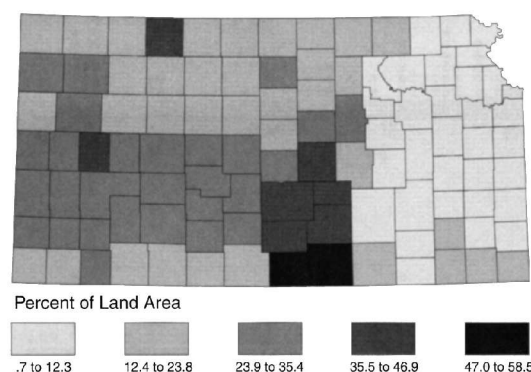 Percent of Land Area
.7 to 12.3
12.4 to 23.8
23.9 to 35.4
35.5 to 46.9
47.0 to 58.5